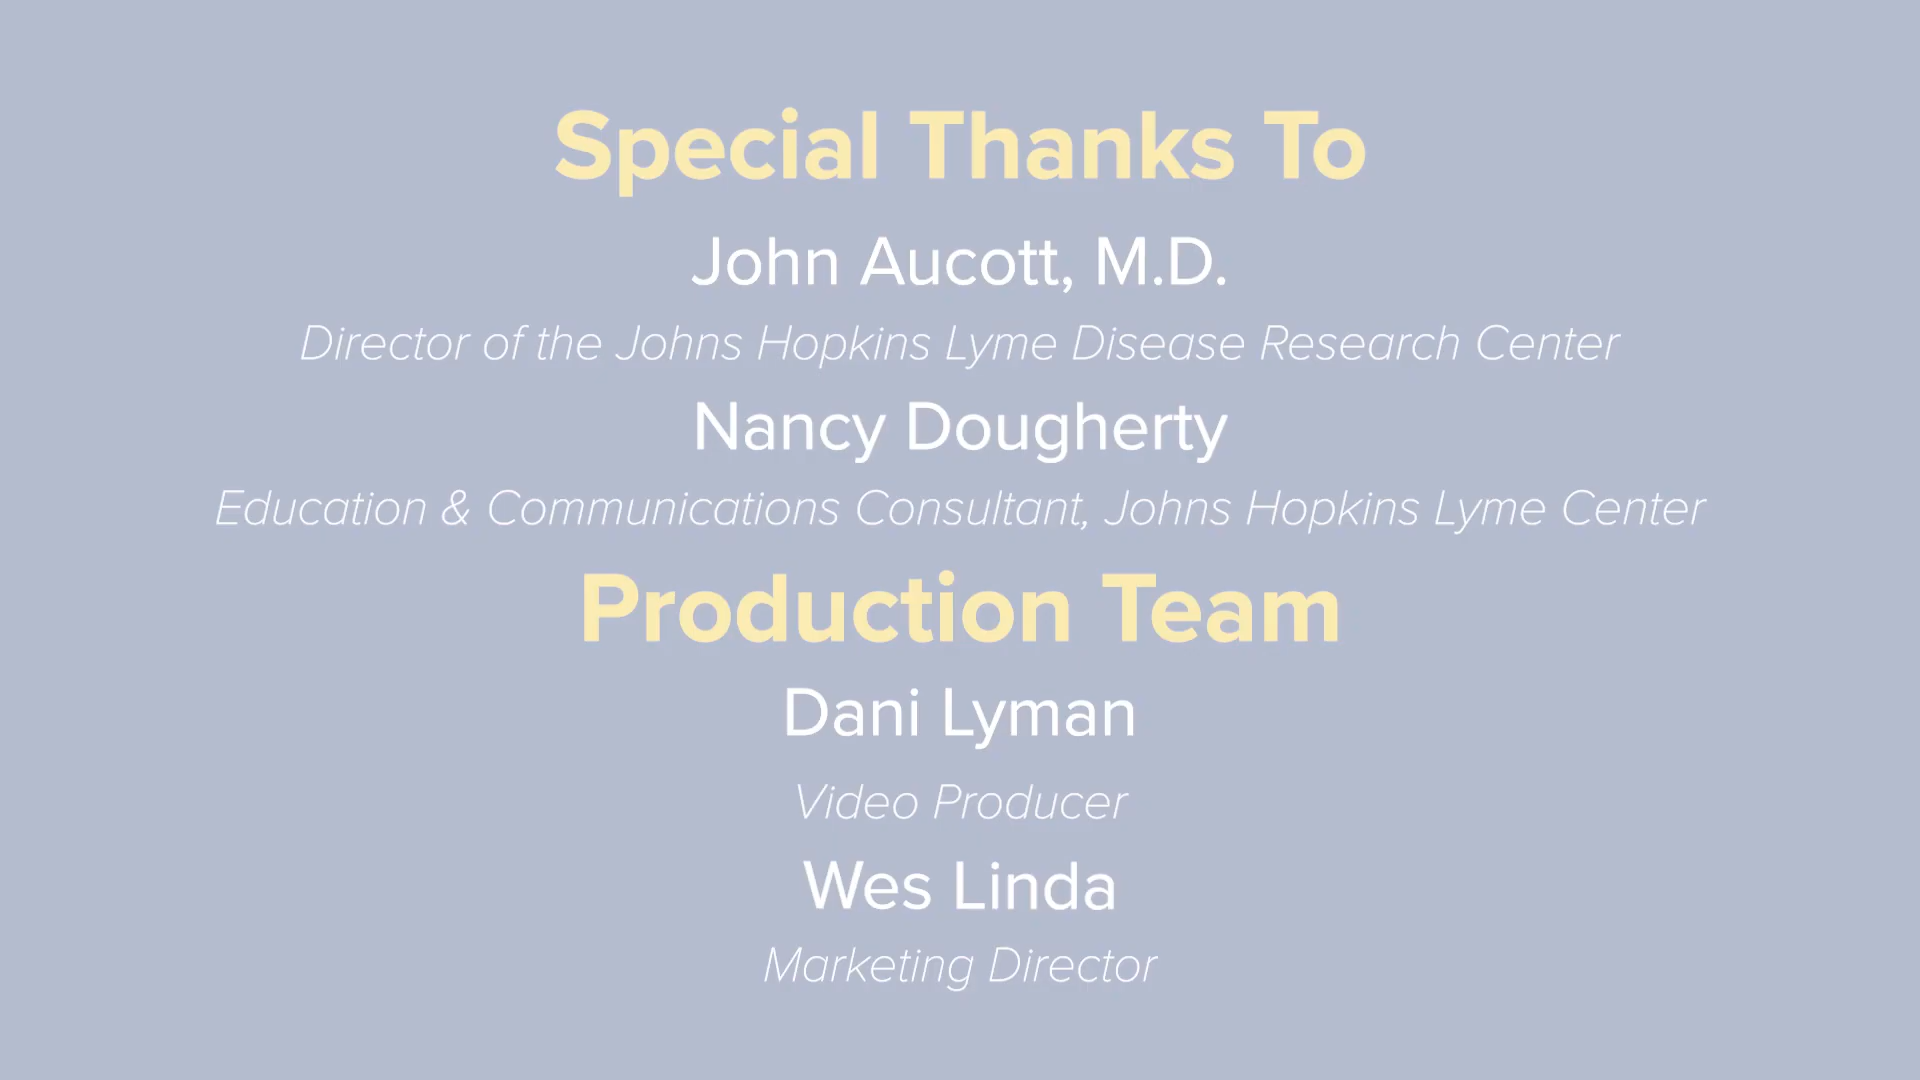 Special Thanks To
John Aucott, M.D.
Director of the Johns Hopkins Lyme Disease Research Center
Nancy Dougherty
Education & Communications Consultant, Johns Hopkins Lyme Center
Production Team
Dani Lyman
Video Producer
Wes Linda
Marketing Director